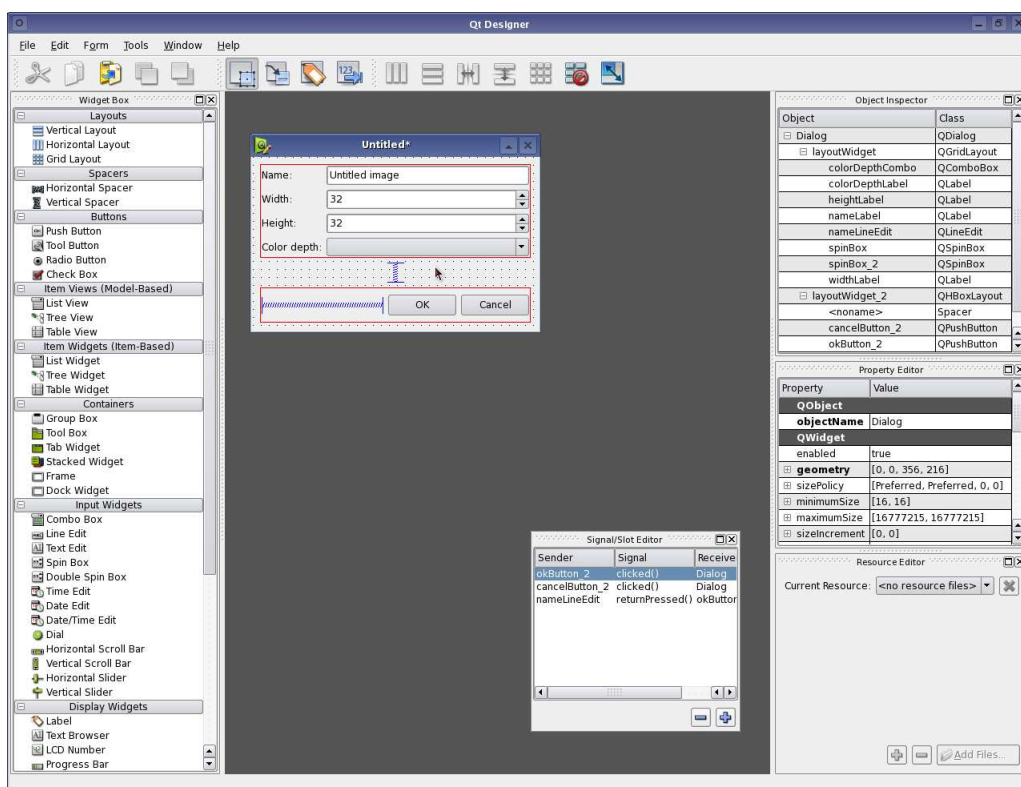 Qt Designer
File Edit Form Tools Window Help
123
Widget Box
Layouts
Vertical Layout
Horizontal Layout
Grid Layout
Spacers
Horizontal Spacer
Vertical Spacer
Buttons
Push Button
Tool Button
Radio Button
Check Box
Item Views (Model-Based)
List View
Tree View
Table View
Item Widgets (Item-Based)
List Widget
Tree Widget
Table Widget
Containers
Group Box
Tool Box
Tab Widget
Stacked Widget
Frame
Dock Widget
Input Widgets
Combo Box
Line Edit
Text Edit
Spin Box
Double Spin Box
Time Edit
Date Edit
Date/Time Edit
Dial
Horizontal Scroll Bar
Vertical Scroll Bar
Horizontal Slider
Vertical Slider
Display Widgets
Label
Text Browser
LCD Number
Progress Bar
Untitled*
Name: Untitled image
Width: 32
Height: 32
Color depth:
OK Cancel
Signal/Slot Editor
Sender Signal Receive
okButton_2 clicked() Dialog
cancelButton_2 clicked() Dialog
nameLineEdit returnPressed() okButton
Object Inspector
Object Class
Dialog QDialog
layoutWidget QGridLayout
colorDepthCombo QComboBox
colorDepthLabel QLabel
heightLabel QLabel
nameLabel QLabel
nameLineEdit QLineEdit
spinBox QSpinBox
spinBox_2 QSpinBox
widthLabel QLabel
layoutWidget_2 QHBoxLayout
<noname> Spacer
cancelButton_2 QPushButton
okButton_2 QPushButton
Property Editor
Property Value
QObject
objectName Dialog
QWidget
enabled true
geometry [0, 0, 356, 216]
sizePolicy [Preferred, Preferred, 0, 0]
minimumSize [16, 16]
maximumSize [16777215, 16777215]
sizeIncrement [0, 0]
Resource Editor
Current Resource: <no resource files>
Add Files...